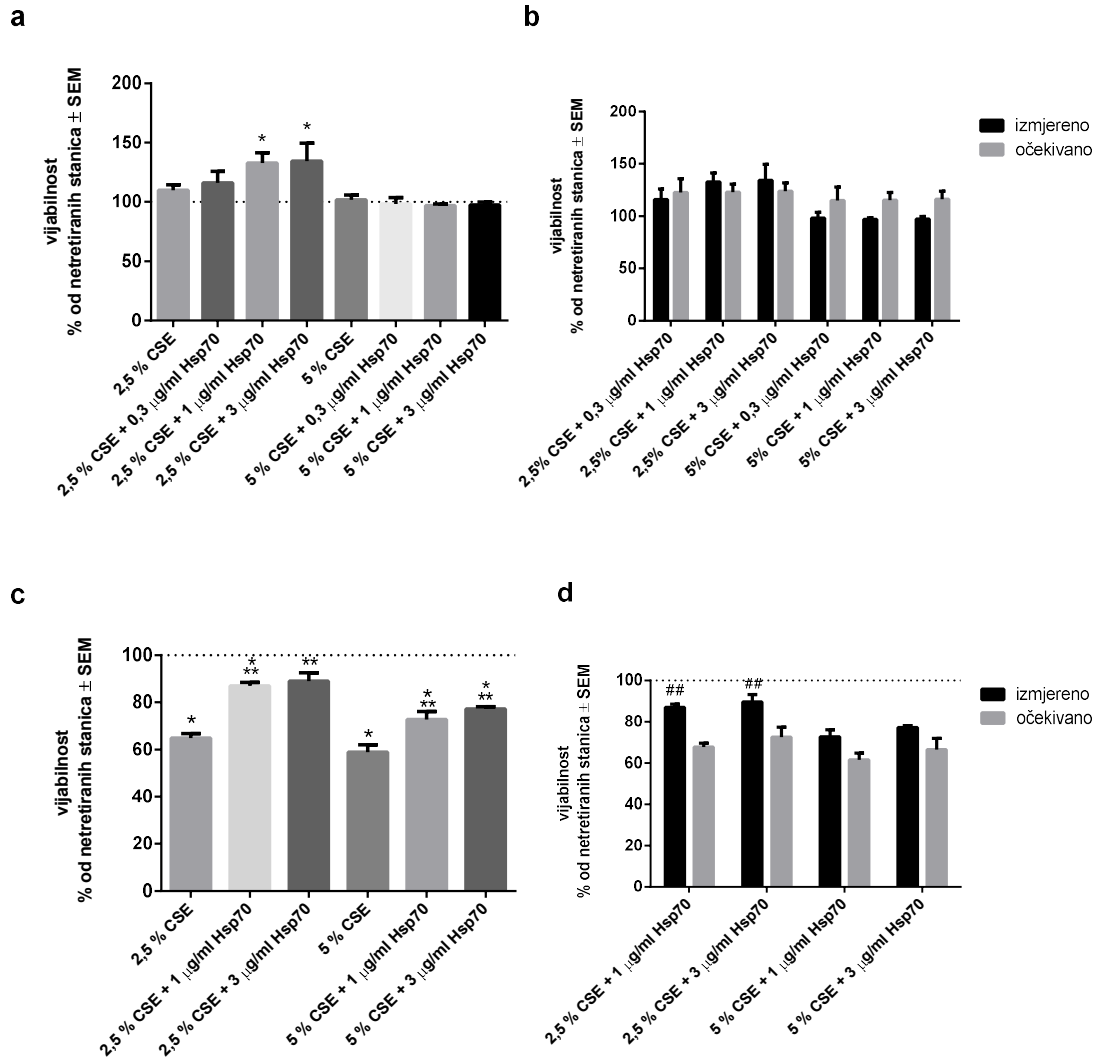 a
vijabilnost
% od netretiranih stanica ± SEM
200
150
100
50
0
*
*
2,5 % CSE
2,5 % CSE + 0,3 μg/ml Hsp70
2,5 % CSE + 1 μg/ml Hsp70
2,5 % CSE + 3 μg/ml Hsp70
5 % CSE
5 % CSE + 0,3 μg/ml Hsp70
5 % CSE + 1 μg/ml Hsp70
5 % CSE + 3 μg/ml Hsp70
b
vijabilnost
% od netretiranih stanica ± SEM
200
150
100
50
0
izmjereno
očekivano
2,5% CSE + 0,3 μg/ml Hsp70
2,5% CSE + 1 μg/ml Hsp70
2,5% CSE + 3 μg/ml Hsp70
5% CSE + 0,3 μg/ml Hsp70
5% CSE + 1 μg/ml Hsp70
5% CSE + 3 μg/ml Hsp70
c
vijabilnost
% od netretiranih stanica ± SEM
100
80
60
40
20
0
*
*
**
**
*
*
**
*
**
2,5 % CSE
2,5 % CSE + 1 μg/ml Hsp70
2,5 % CSE + 3 μg/ml Hsp70
5 % CSE
5 % CSE + 1 μg/ml Hsp70
5 % CSE + 3 μg/ml Hsp70
d
vijabilnost
% od netretiranih stanica ± SEM
100
80
60
40
20
0
##
##
izmjereno
očekivano
2,5 % CSE + 1 μg/ml Hsp70
2,5 % CSE + 3 μg/ml Hsp70
5 % CSE + 1 μg/ml Hsp70
5 % CSE + 3 μg/ml Hsp70